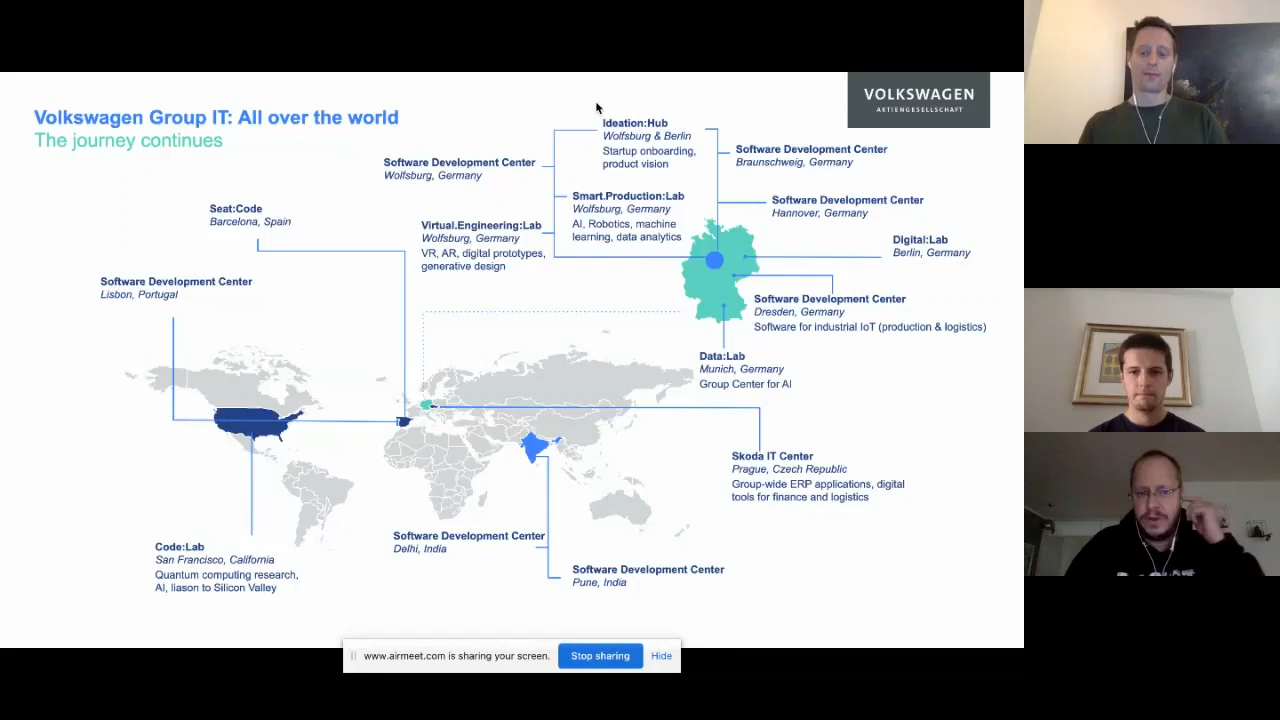 Volkswagen Group IT: All over the world
The journey continues
VOLKSWAGEN
AKTIENGESELLSCHAFT
Ideation:Hub
Wolfsburg & Berlin
Startup onboarding,
product vision
Software Development Center
Wolfsburg, Germany
Software Development Center
Braunschweig, Germany
Smart.Production:Lab
Wolfsburg, Germany
AI, Robotics, machine
learning, data analytics
Software Development Center
Hannover, Germany
Seat:Code
Barcelona, Spain
Virtual.Engineering:Lab
Wolfsburg, Germany
VR, AR, digital prototypes,
generative design
Digital:Lab
Berlin, Germany
Software Development Center
Lisbon, Portugal
Software Development Center
Dresden, Germany
Software for industrial IoT (production & logistics)
Data:Lab
Munich, Germany
Group Center for AI
Skoda IT Center
Prague, Czech Republic
Group-wide ERP applications, digital
tools for finance and logistics
Software Development Center
Delhi, India
Code:Lab
San Francisco, California
Quantum computing research,
AI, liason to Silicon Valley
Software Development Center
Pune, India
www.airmeet.com is sharing your screen.
Stop sharing
Hide